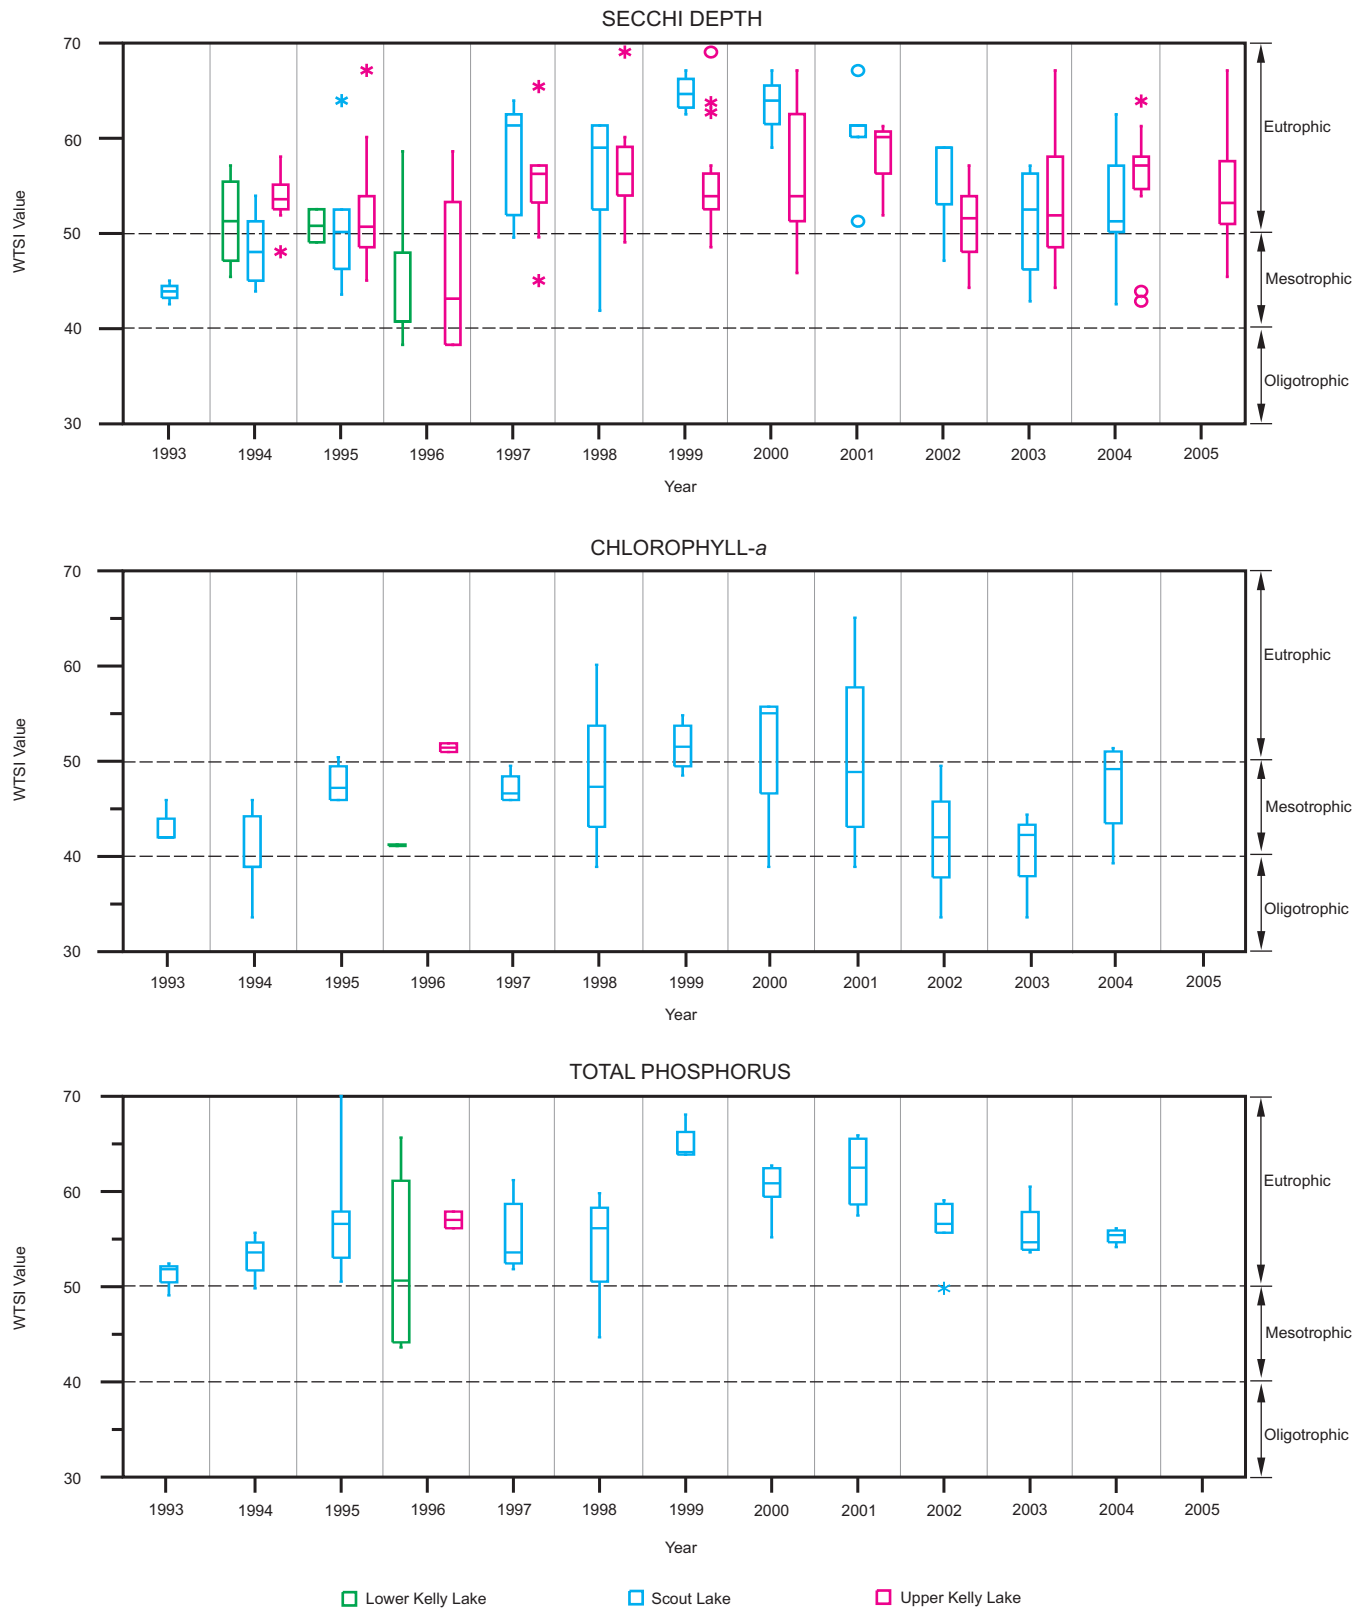 SECCHI DEPTH
70
60
50
40
30
WTSI Value
Eutrophic
Mesotrophic
Oligotrophic
1993 1994 1995 1996 1997 1998 1999 2000 2001 2002 2003 2004 2005
Year
CHLOROPHYLL-a
70
60
50
40
30
WTSI Value
Eutrophic
Mesotrophic
Oligotrophic
1993 1994 1995 1996 1997 1998 1999 2000 2001 2002 2003 2004 2005
Year
TOTAL PHOSPHORUS
70
60
50
40
30
WTSI Value
Eutrophic
Mesotrophic
Oligotrophic
1993 1994 1995 1996 1997 1998 1999 2000 2001 2002 2003 2004 2005
Year
Lower Kelly Lake Scout Lake Upper Kelly Lake